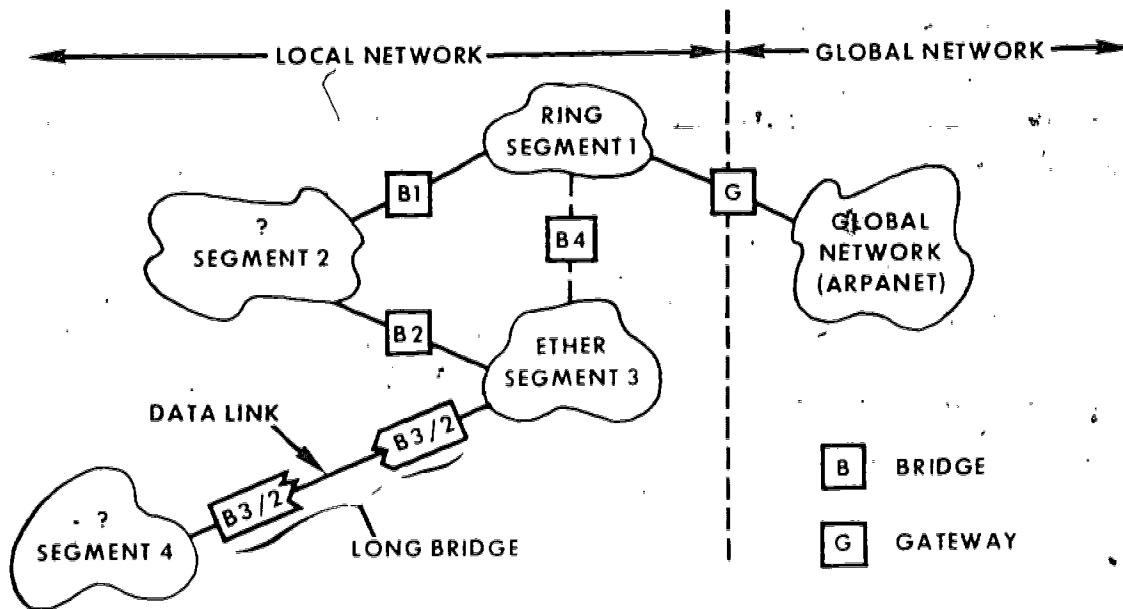 LOCAL NETWORK
GLOBAL NETWORK
RING
SEGMENT 1
B1
G
?
SEGMENT 2
B4
GLOBAL
NETWORK
(ARPANET)
B2
ETHER
SEGMENT 3
DATA LINK
B3/2
B BRIDGE
B3/2
?
SEGMENT 4
LONG BRIDGE
G GATEWAY